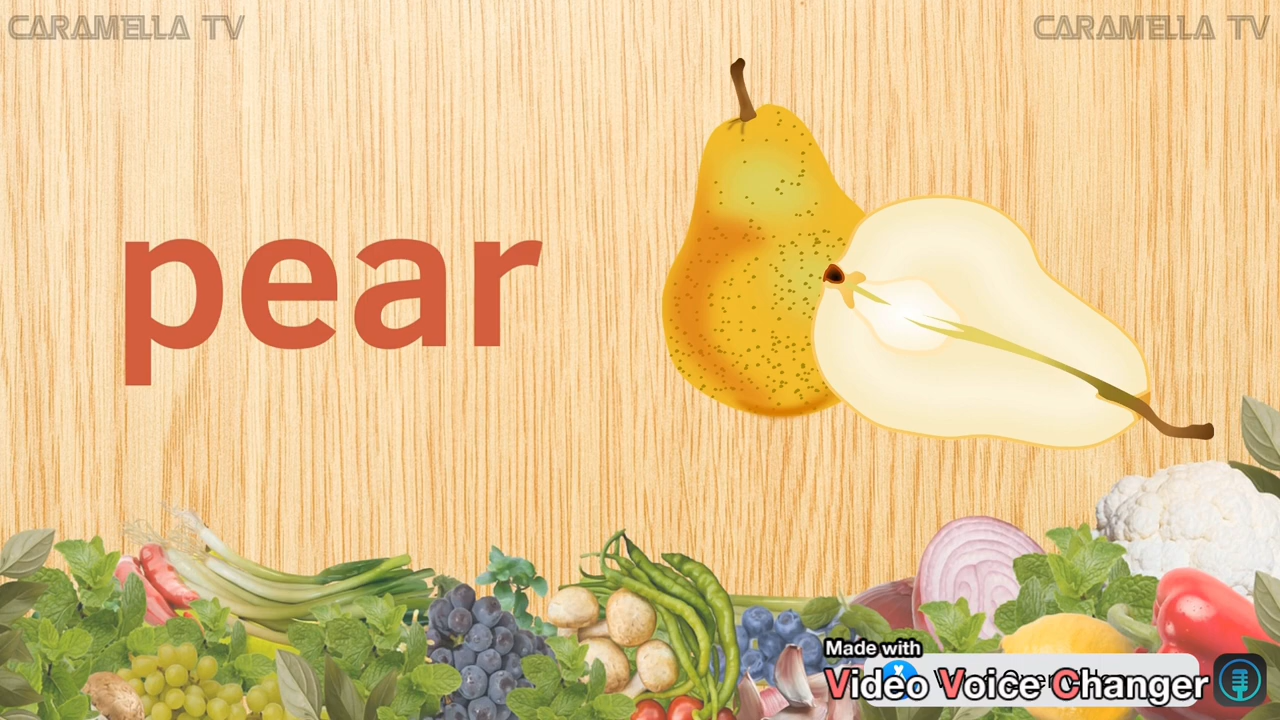 CARAMELLA TV
CARAMELLA TV
pear
Made with
Video Voice Changer